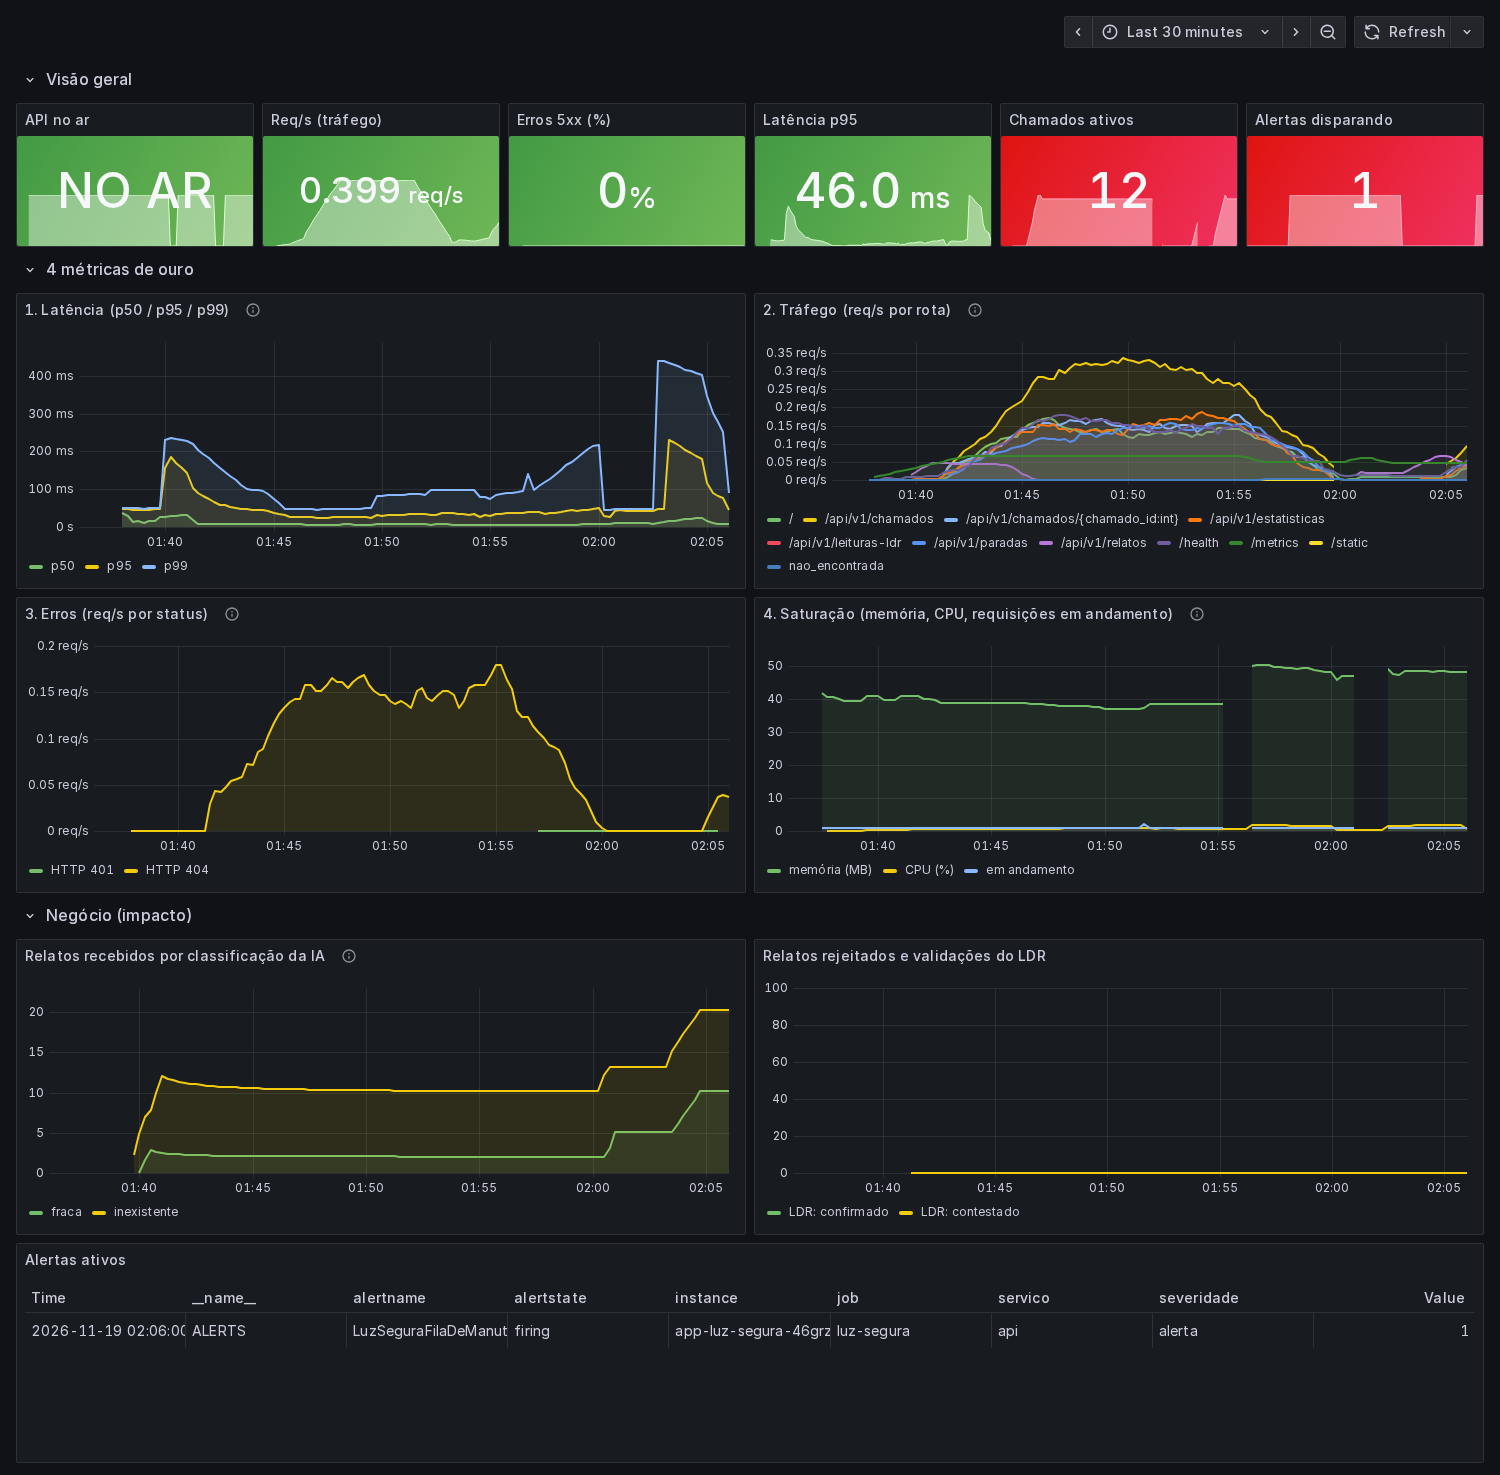 Last 30 minutes
Refresh
Visão geral
API no ar
Req/s (tráfego)
Erros 5xx (%)
Latência p95
Chamados ativos
Alertas disparando
NO AR
0.399 req/s
0%
46.0 ms
12
1
4 métricas de ouro
1. Latência (p50 / p95 / p99)
400 ms
300 ms
200 ms
100 ms
0 s
01:40 01:45 01:50 01:55 02:00 02:05
p50 p95 p99
2. Tráfego (req/s por rota)
0.35 req/s
0.3 req/s
0.25 req/s
0.2 req/s
0.15 req/s
0.1 req/s
0.05 req/s
0 req/s
01:40 01:45 01:50 01:55 02:00 02:05
/ /api/v1/chamados /api/v1/chamados/{chamado_id:int} /api/v1/estatisticas
/api/v1/leituras-ldr /api/v1/paradas /api/v1/relatos /health /metrics /static
nao_encontrada
3. Erros (req/s por status)
0.2 req/s
0.15 req/s
0.1 req/s
0.05 req/s
0 req/s
01:40 01:45 01:50 01:55 02:00 02:05
HTTP 401 HTTP 404
4. Saturação (memória, CPU, requisições em andamento)
50
40
30
20
10
0
01:40 01:45 01:50 01:55 02:00 02:05
memória (MB) CPU (%) em andamento
Negócio (impacto)
Relatos recebidos por classificação da IA
20
15
10
5
0
01:40 01:45 01:50 01:55 02:00 02:05
fraca inexistente
Relatos rejeitados e validações do LDR
100
80
60
40
20
0
01:40 01:45 01:50 01:55 02:00 02:05
LDR: confirmado LDR: contestado
Alertas ativos
Time __name__ alertname alertstate instance job servico severidade Value
2026-11-19 02:06:00 ALERTS LuzSeguraFilaDeManut firing app-luz-segura-46grz luz-segura api alerta 1